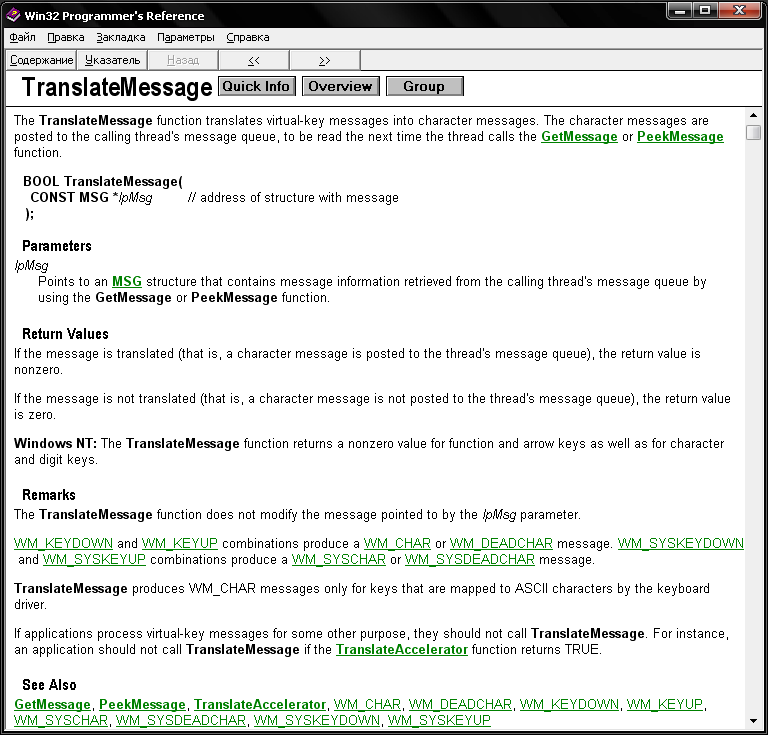 Win32 Programmer's Reference
Файл Правка Закладка Параметры Справка
Содержание Указатель Назад << >>
TranslateMessage Quick Info Overview Group
The TranslateMessage function translates virtual-key messages into character messages. The character messages are
posted to the calling thread's message queue, to be read the next time the thread calls the GetMessage or PeekMessage
function.
BOOL TranslateMessage(
CONST MSG *lpMsg // address of structure with message
);
Parameters
lpMsg
Points to an MSG structure that contains message information retrieved from the calling thread's message queue by
using the GetMessage or PeekMessage function.
Return Values
If the message is translated (that is, a character message is posted to the thread's message queue), the return value is
nonzero.
If the message is not translated (that is, a character message is not posted to the thread's message queue), the return value
is zero.
Windows NT: The TranslateMessage function returns a nonzero value for function and arrow keys as well as for character
and digit keys.
Remarks
The TranslateMessage function does not modify the message pointed to by the lpMsg parameter.
WM_KEYDOWN and WM_KEYUP combinations produce a WM_CHAR or WM_DEADCHAR message. WM_SYSKEYDOWN
and WM_SYSKEYUP combinations produce a WM_SYSCHAR or WM_SYSDEADCHAR message.
TranslateMessage produces WM_CHAR messages only for keys that are mapped to ASCII characters by the keyboard
driver.
If applications process virtual-key messages for some other purpose, they should not call TranslateMessage. For instance,
an application should not call TranslateMessage if the TranslateAccelerator function returns TRUE.
See Also
GetMessage, PeekMessage, TranslateAccelerator, WM_CHAR, WM_DEADCHAR, WM_KEYDOWN, WM_KEYUP,
WM_SYSCHAR, WM_SYSDEADCHAR, WM_SYSKEYDOWN, WM_SYSKEYUP